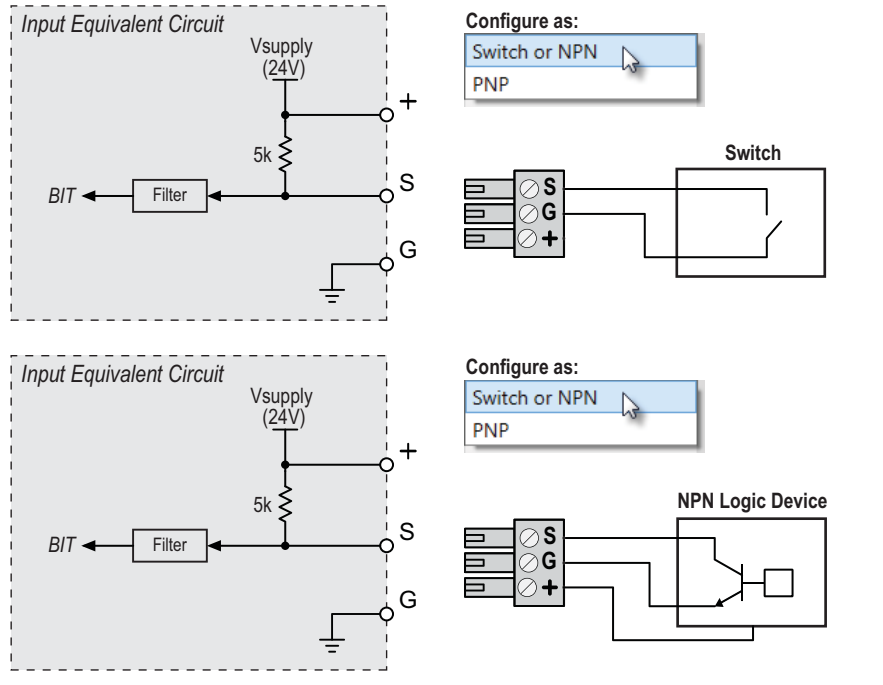 Input Equivalent Circuit
Vsupply
(24V)
+
5k
S
BIT
Filter
G
Configure as:
Switch or NPN
PNP
Switch
S
G
+
Input Equivalent Circuit
Vsupply
(24V)
+
5k
S
BIT
Filter
G
Configure as:
Switch or NPN
PNP
NPN Logic Device
S
G
+